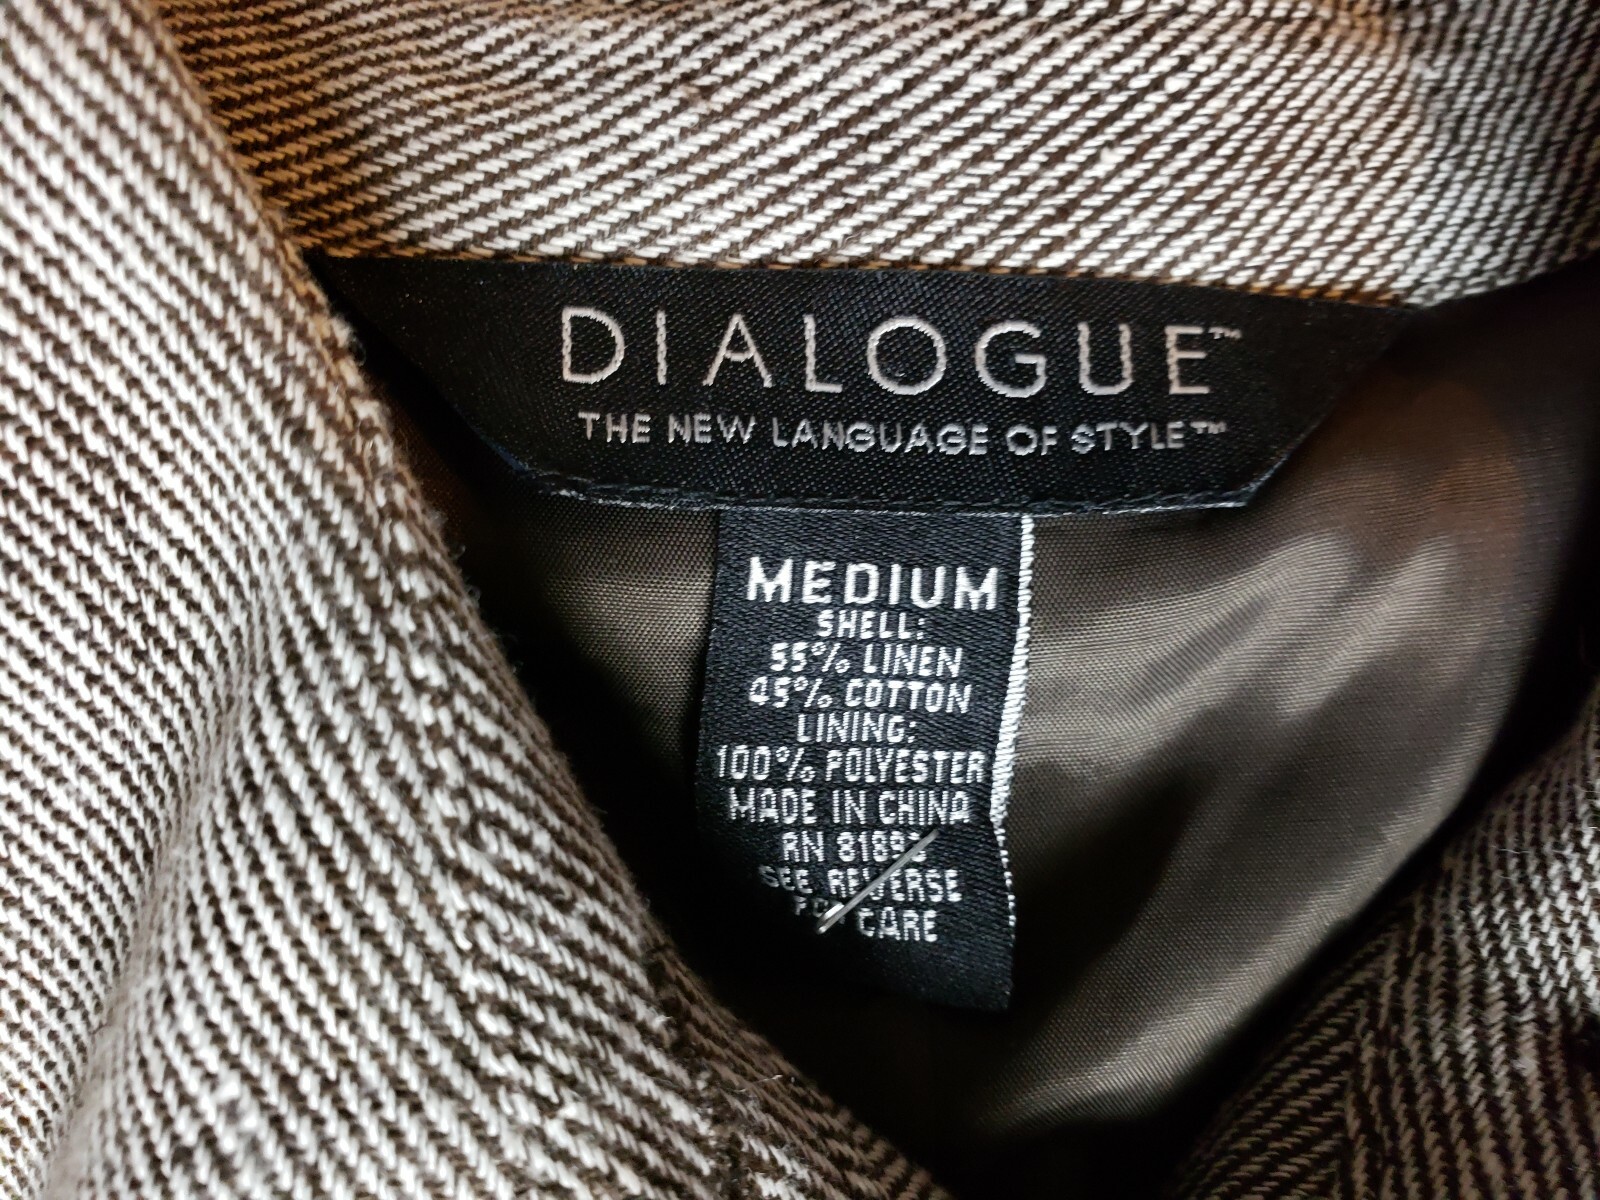 DIALOGUE™
THE NEW LANGUAGE OF STYLE™
MEDIUM
SHELL:
55% LINEN
45% COTTON
LINING:
100% POLYESTER
MADE IN CHINA
RN
SEE REVERSE
FOR CARE